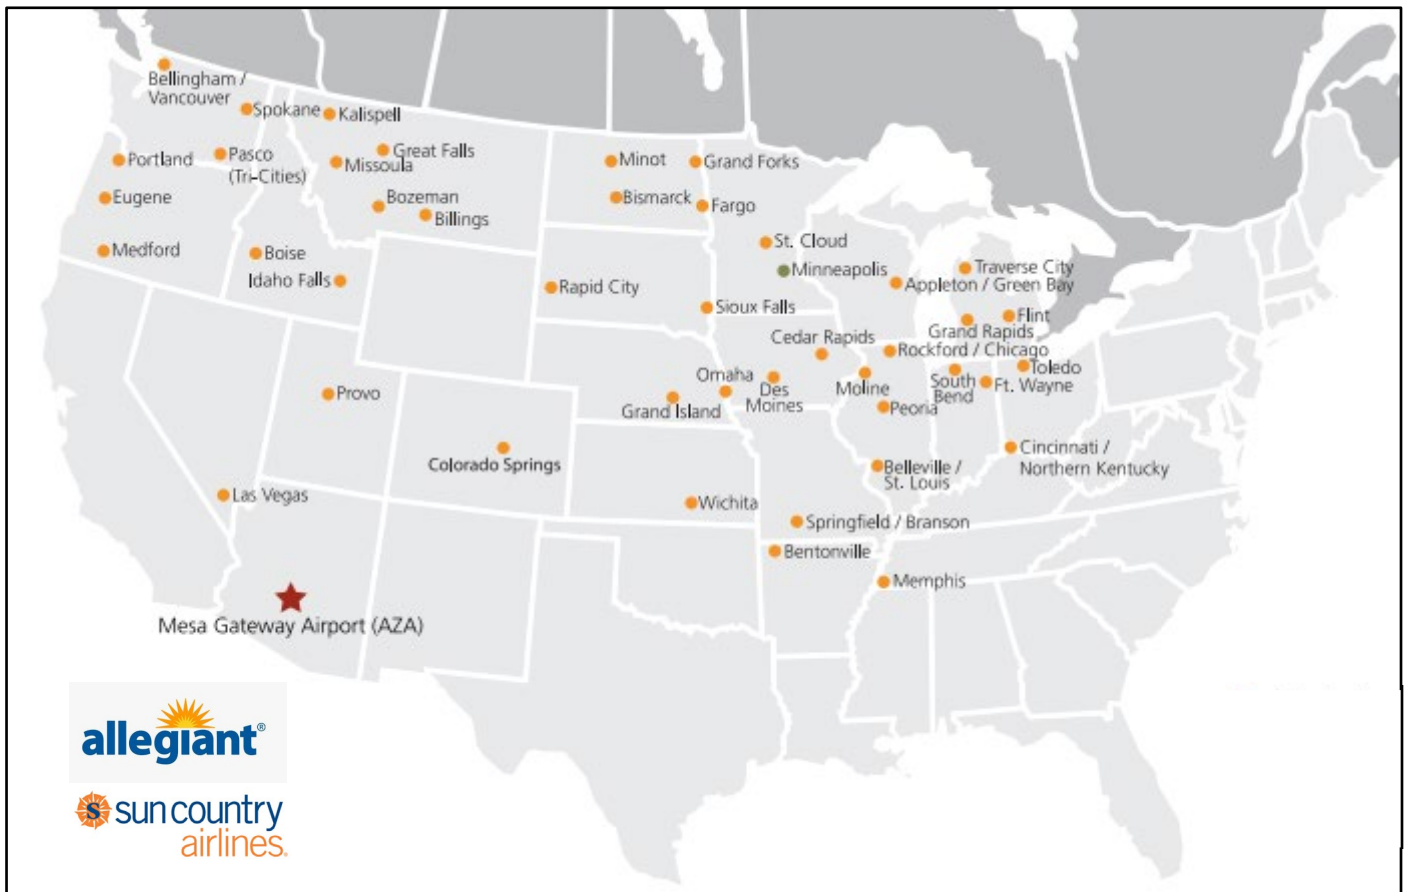 Bellingham /
Vancouver
Spokane
Kalispell
Great Falls
Missoula
Portland
Pasco
(Tri-Cities)
Eugene
Bozeman
Billings
Medford
Boise
Idaho Falls
Minot
Grand Forks
Bismarck
Fargo
St. Cloud
Minneapolis
Rapid City
Sioux Falls
Traverse City
Appleton / Green Bay
Flint
Grand Rapids
Cedar Rapids
Rockford / Chicago
Toledo
Omaha
Des
Moines
Moline
South
Bend
Ft. Wayne
Grand Island
Peoria
Provo
Colorado Springs
Cincinnati /
Northern Kentucky
Belleville /
St. Louis
Las Vegas
Wichita
Springfield / Branson
Bentonville
Memphis
Mesa Gateway Airport (AZA)
allegiant®
S sun country
airlines.